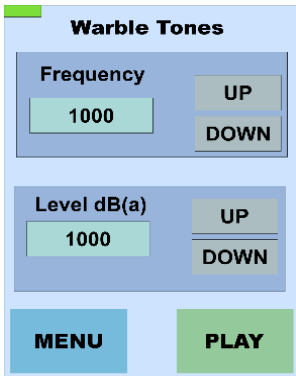 Warble Tones
Frequency
1000
UP
DOWN
Level dB(a)
1000
UP
DOWN
MENU
PLAY